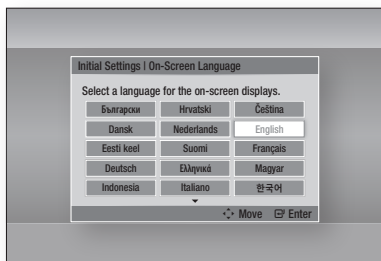 Initial Settings | On-Screen Language
Select a language for the on-screen displays.
Български Hrvatski Čeština
Dansk Nederlands English
Eesti keel Suomi Français
Deutsch Ελληνικά Magyar
Indonesia Italiano 한국어
Move Enter